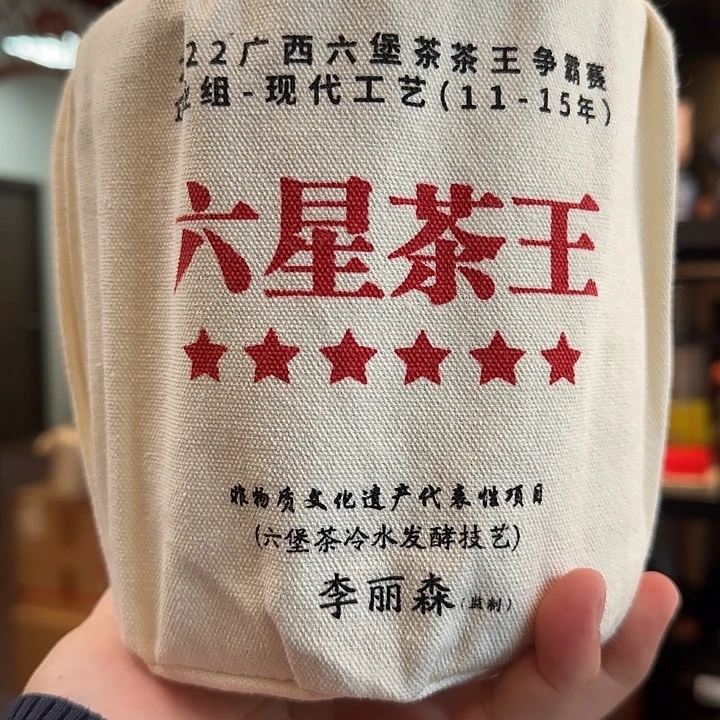 22广西六堡茶茶王争霸赛
组-现代工艺(11-15年)
六星茶王
★★★★★★
非物质文化遗产代表性项目
(六堡茶冷水发酵技艺)
李丽森(监制)